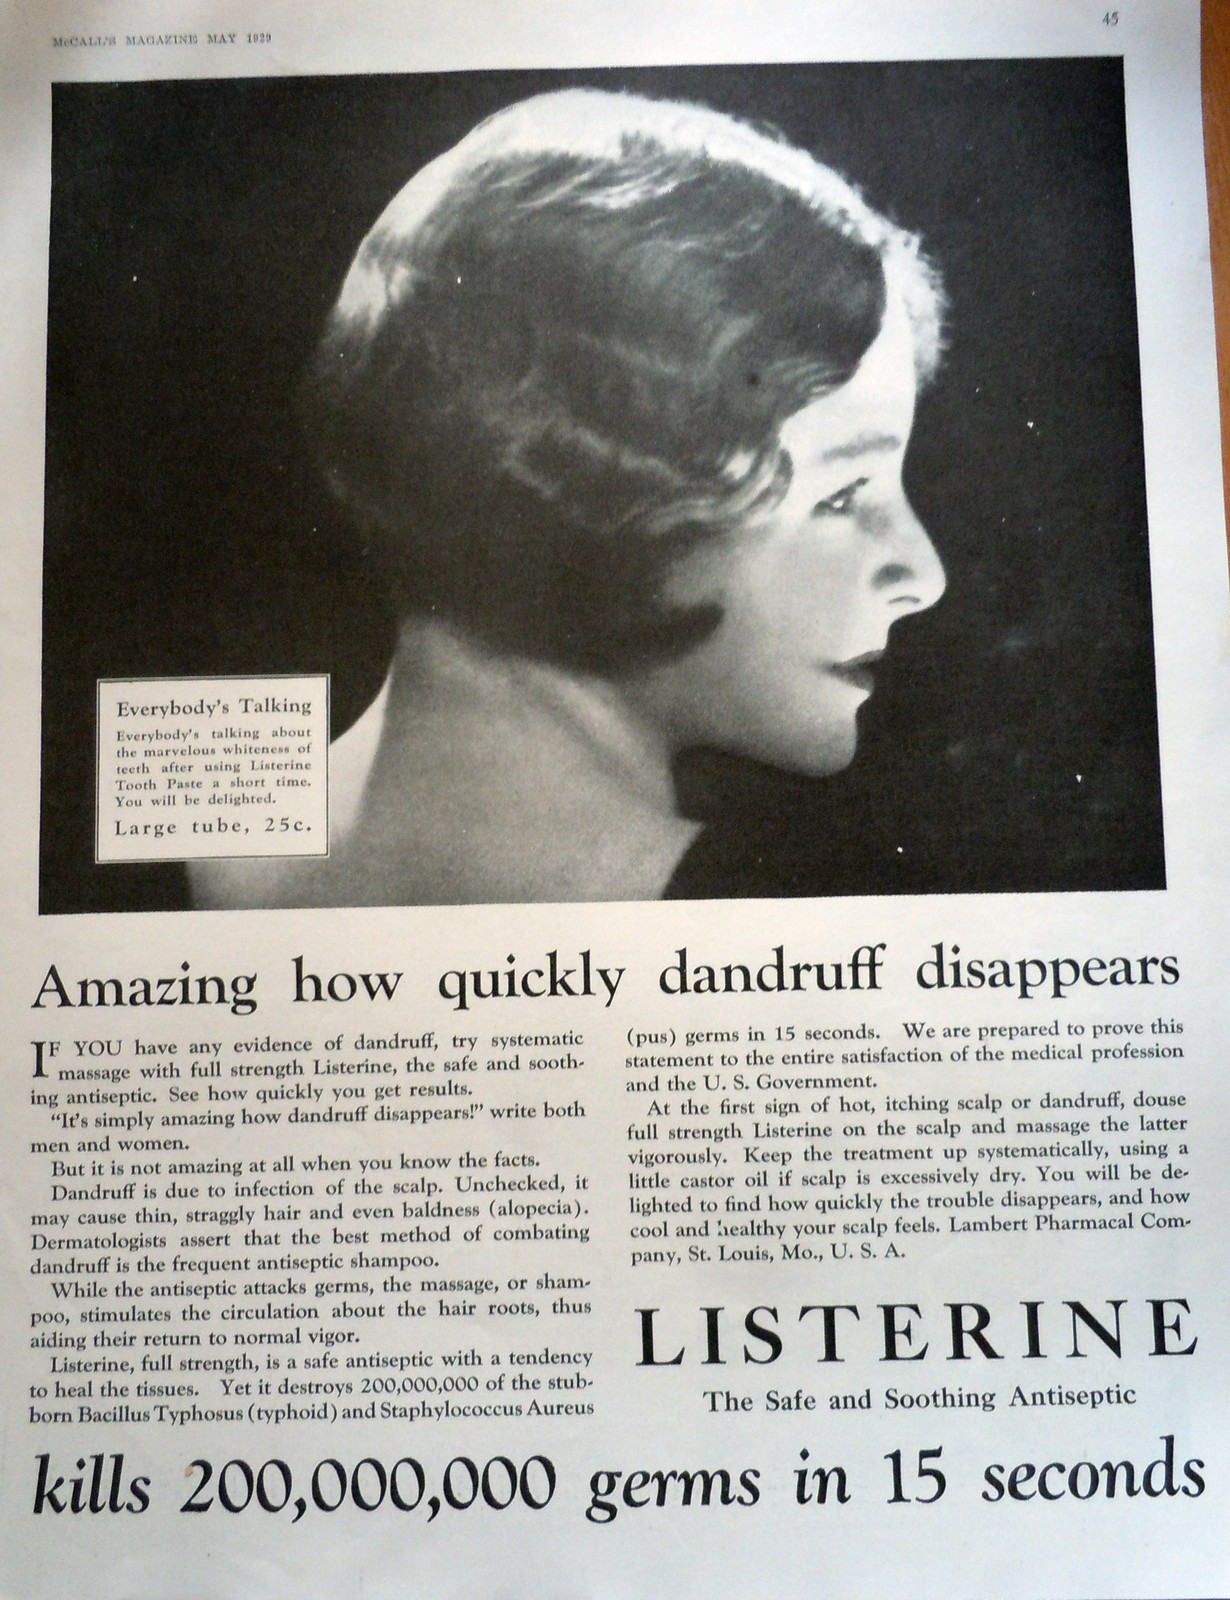 McCALL'S MAGAZINE MAY 1929
45
Everybody's Talking
Everybody's talking about
the marvelous whiteness of
teeth after using Listerine
Tooth Paste a short time.
You will be delighted.
Large tube, 25c.
Amazing how quickly dandruff disappears
IF YOU have any evidence of dandruff, try systematic
massage with full strength Listerine, the safe and sooth-
ing antiseptic. See how quickly you get results.
"It's simply amazing how dandruff disappears!" write both
men and women.
But it is not amazing at all when you know the facts.
Dandruff is due to infection of the scalp. Unchecked, it
may cause thin, straggly hair and even baldness (alopecia).
Dermatologists assert that the best method of combating
dandruff is the frequent antiseptic shampoo.
While the antiseptic attacks germs, the massage, or sham-
poo, stimulates the circulation about the hair roots, thus
aiding their return to normal vigor.
Listerine, full strength, is a safe antiseptic with a tendency
to heal the tissues. Yet it destroys 200,000,000 of the stub-
born Bacillus Typhosus (typhoid) and Staphylococcus Aureus
(pus) germs in 15 seconds. We are prepared to prove this
statement to the entire satisfaction of the medical profession
and the U. S. Government.
At the first sign of hot, itching scalp or dandruff, douse
full strength Listerine on the scalp and massage the latter
vigorously. Keep the treatment up systematically, using a
little castor oil if scalp is excessively dry. You will be de-
lighted to find how quickly the trouble disappears, and how
cool and healthy your scalp feels. Lambert Pharmacal Com-
pany, St. Louis, Mo., U. S. A.
LISTERINE
The Safe and Soothing Antiseptic
kills 200,000,000 germs in 15 seconds